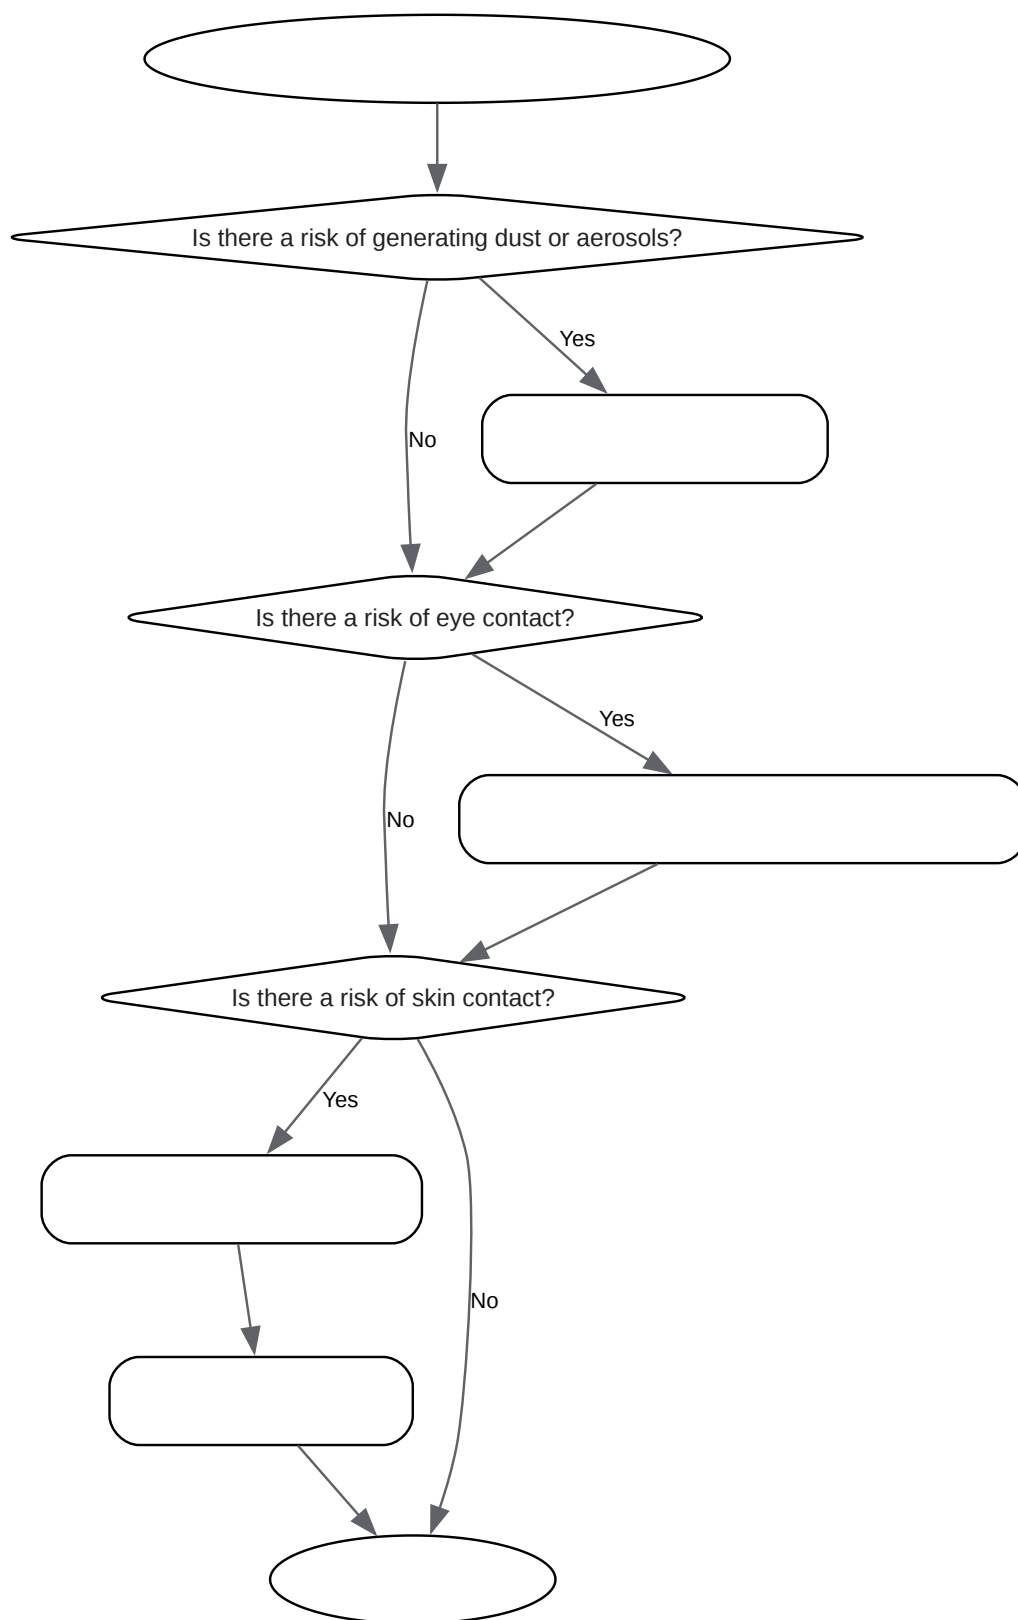 Is there a risk of generating dust or aerosols?
Yes
No
Is there a risk of eye contact?
Yes
No
Is there a risk of skin contact?
Yes
No